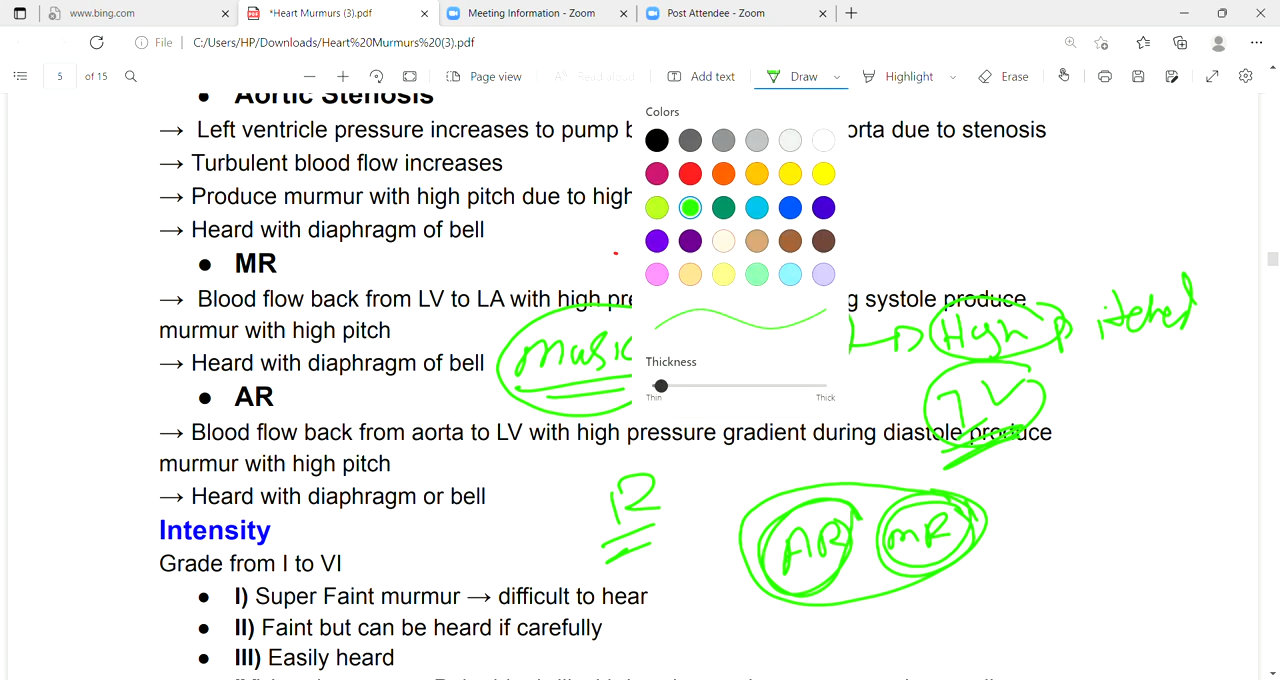 www.bing.com
*Heart Murmurs (3).pdf
Meeting Information - Zoom
Post Attendee - Zoom
File
C:/Users/HP/Downloads/Heart%20Murmurs%20(3).pdf
5 of 15
Page view
Read aloud
Add text
Draw
Highlight
Erase
• Aortic Stenosis
→ Left ventricle pressure increases to pump b orta due to stenosis
→ Turbulent blood flow increases
→ Produce murmur with high pitch due to high
→ Heard with diaphragm of bell
• MR
→ Blood flow back from LV to LA with high pre g systole produce
murmur with high pitch
→ Heard with diaphragm of bell
• AR
→ Blood flow back from aorta to LV with high pressure gradient during diastole produce
murmur with high pitch
→ Heard with diaphragm or bell
Intensity
Grade from I to VI
• I) Super Faint murmur → difficult to hear
• II) Faint but can be heard if carefully
• III) Easily heard
Colors
Thickness
Thin
Thick
High pitched
AR
MR